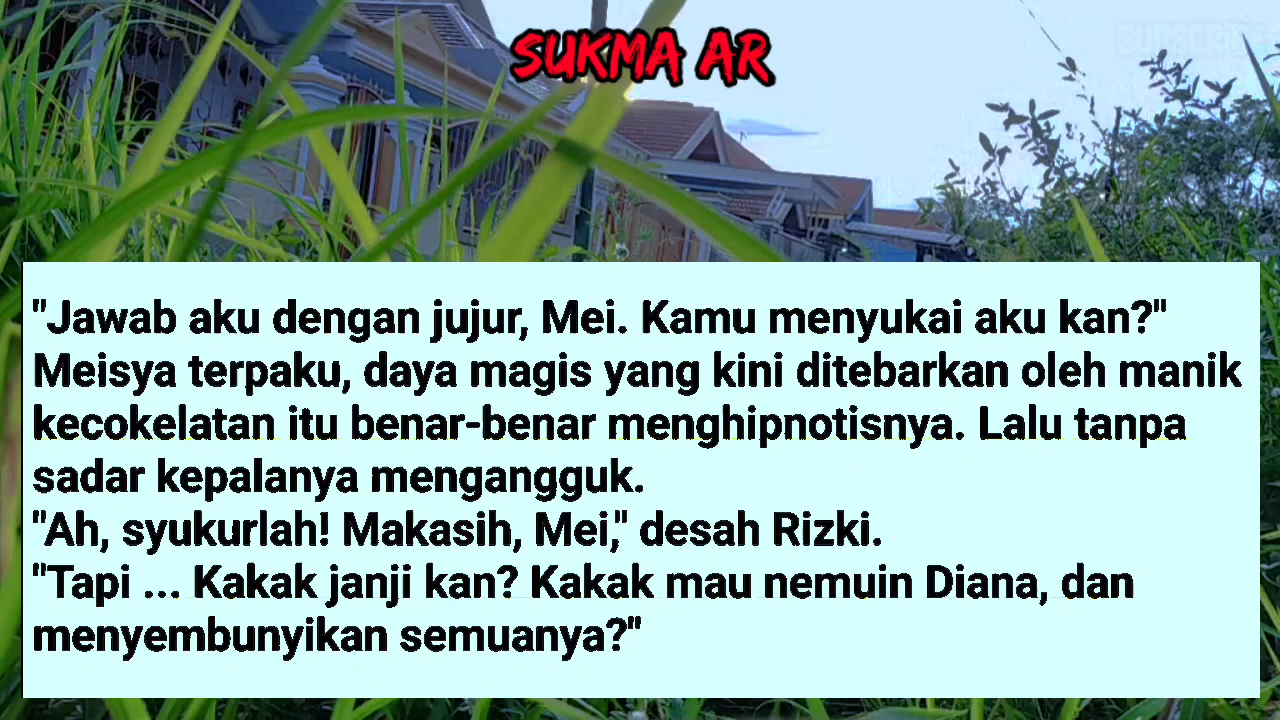 SUKMA AR
SUBSCRIBE
"Jawab aku dengan jujur, Mei. Kamu menyukai aku kan?"
Meisya terpaku, daya magis yang kini ditebarkan oleh manik
kecokelatan itu benar-benar menghipnotisnya. Lalu tanpa
sadar kepalanya mengangguk.
"Ah, syukurlah! Makasih, Mei," desah Rizki.
"Tapi ... Kakak janji kan? Kakak mau nemuin Diana, dan
menyembunyikan semuanya?"